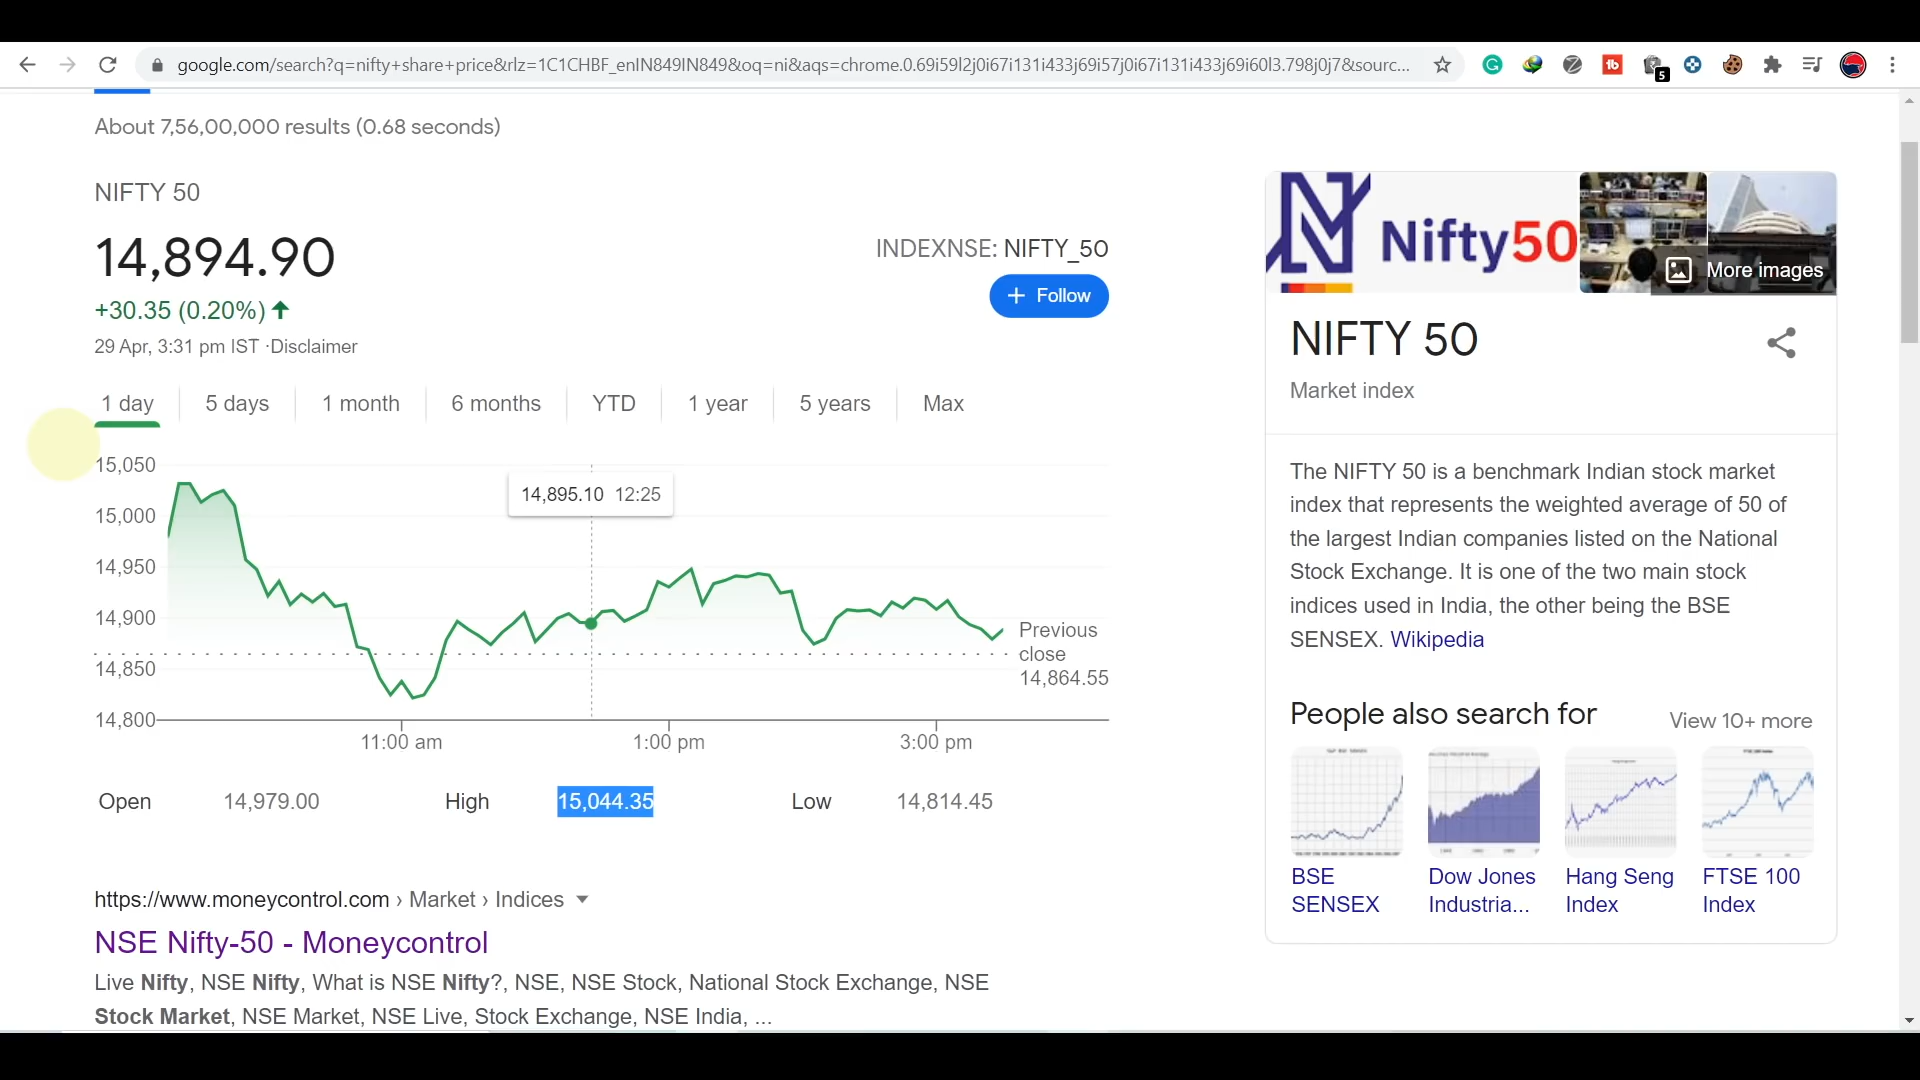 google.com/search?q=nifty+share+price&rlz=1C1CHBF_enIN849IN849&oq=ni&aqs=chrome.0.69i59l2j0i67i131i433j69i57j0i67i131i433j69i60l3.798j0j7&sourc...
5
About 7,56,00,000 results (0.68 seconds)
NIFTY 50
14,894.90
+30.35 (0.20%)
29 Apr, 3:31 pm IST ·Disclaimer
INDEXNSE: NIFTY_50
+ Follow
1 day
5 days
1 month
6 months
YTD
1 year
5 years
Max
14,895.10 12:25
15,050
15,000
14,950
14,900
14,850
14,800
Previous
close
14,864.55
11:00 am
1:00 pm
3:00 pm
Open 14,979.00
High 15,044.35
Low 14,814.45
https://www.moneycontrol.com › Market › Indices
NSE Nifty-50 - Moneycontrol
Live Nifty, NSE Nifty, What is NSE Nifty?, NSE, NSE Stock, National Stock Exchange, NSE
Stock Market, NSE Market, NSE Live, Stock Exchange, NSE India, ...
Nifty50
More images
NIFTY 50
Market index
The NIFTY 50 is a benchmark Indian stock market
index that represents the weighted average of 50 of
the largest Indian companies listed on the National
Stock Exchange. It is one of the two main stock
indices used in India, the other being the BSE
SENSEX. Wikipedia
People also search for
View 10+ more
BSE
SENSEX
Dow Jones
Industria...
Hang Seng
Index
FTSE 100
Index